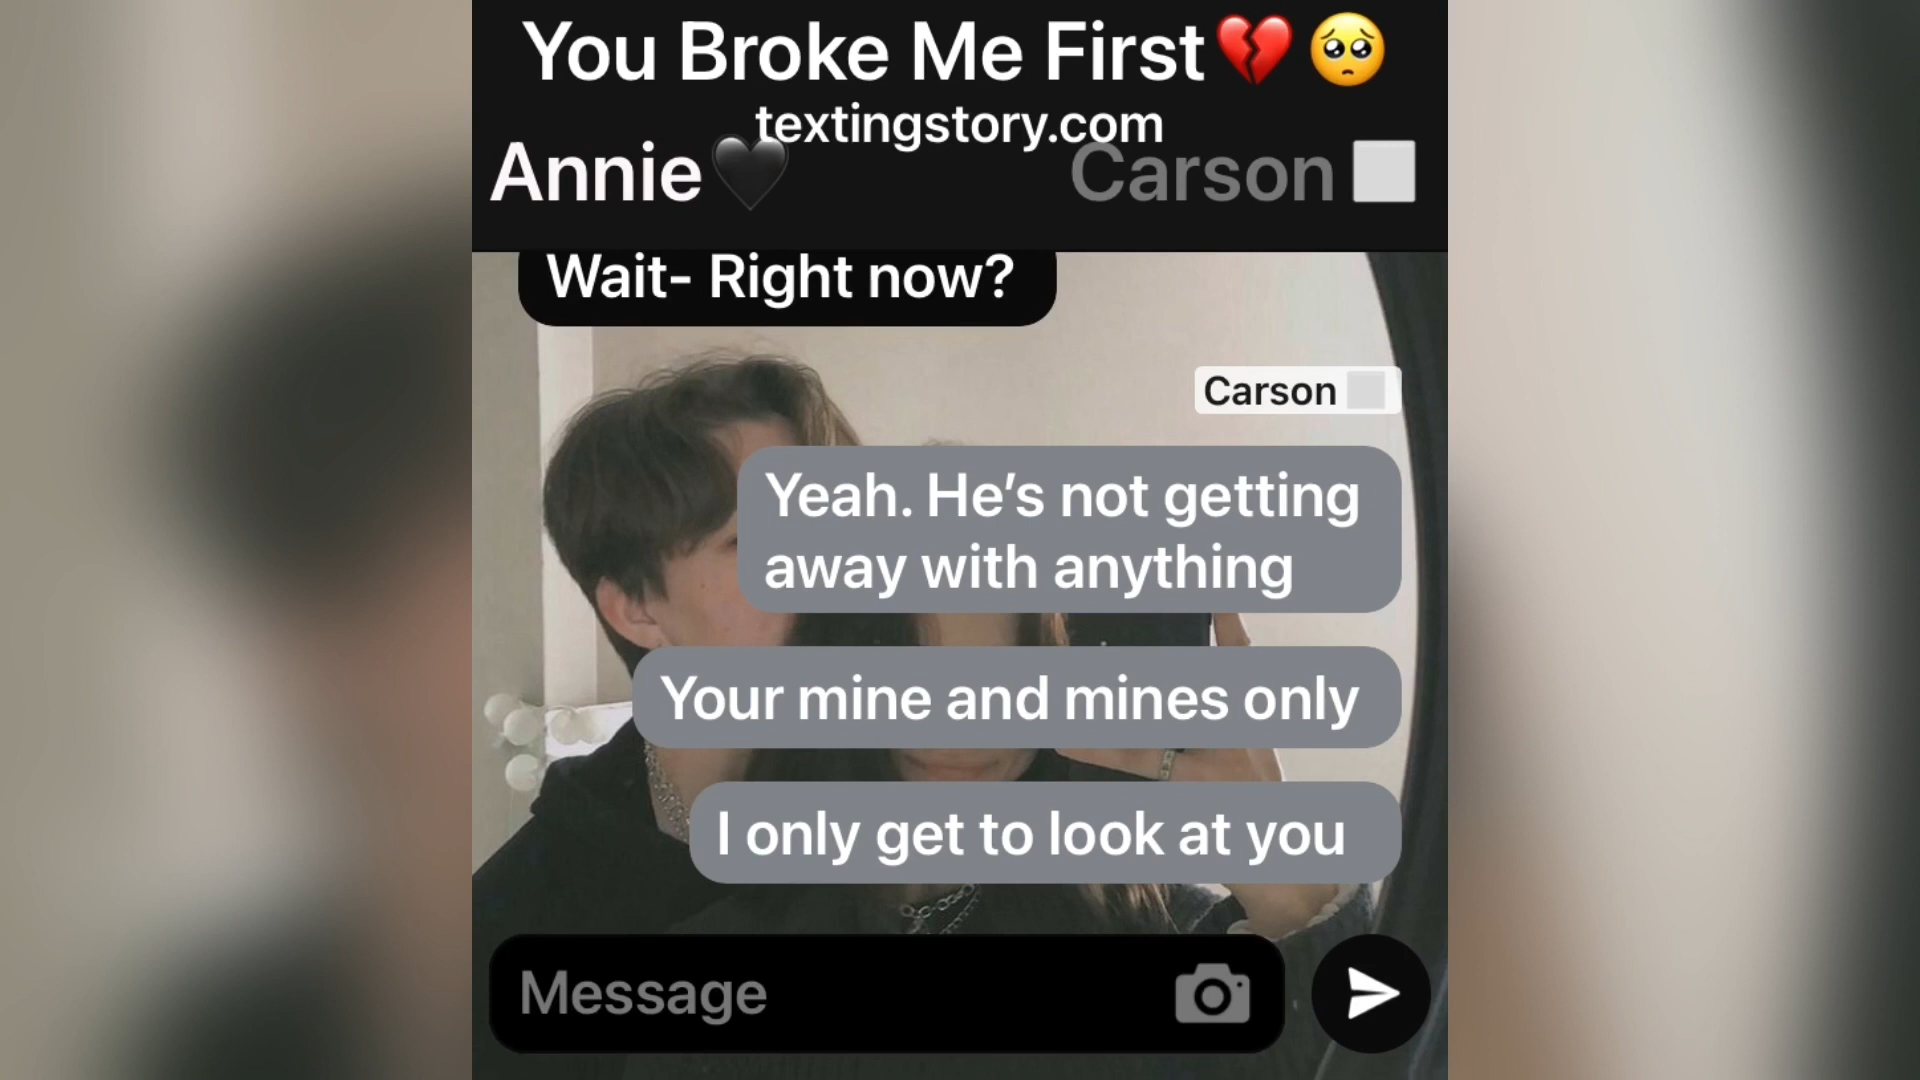 You Broke Me First💔🥺
textingstory.com
Annie🖤
Carson⬜
Wait- Right now?
Carson⬜
Yeah. He’s not getting
away with anything
Your mine and mines only
I only get to look at you
Message